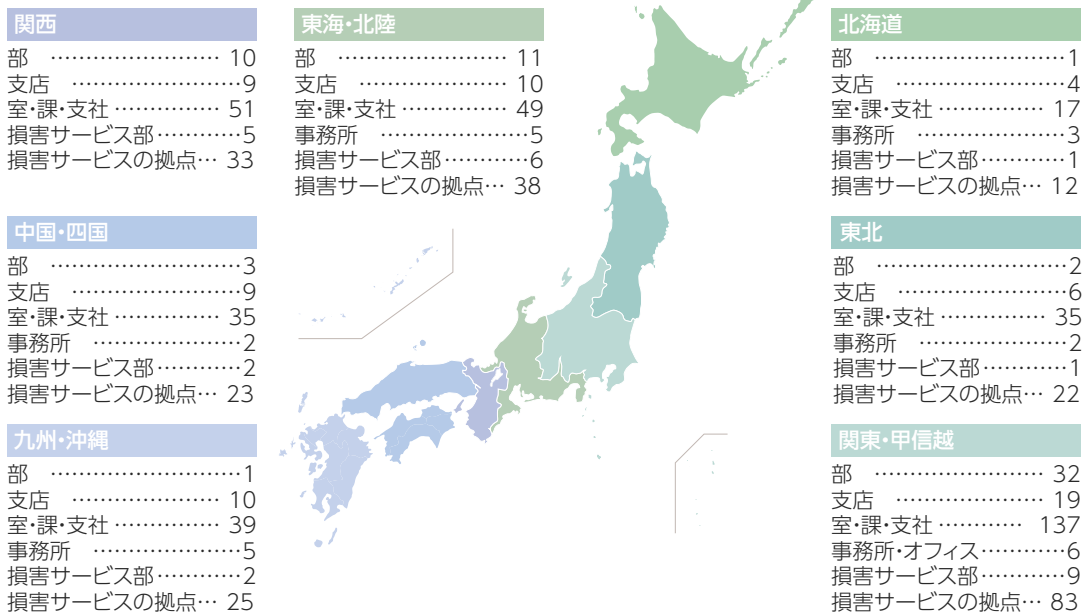 関西
部 …………………… 10
支店 ………………… 9
室・課・支社 …………… 51
損害サービス部 ………… 5
損害サービスの拠点… 33
東海・北陸
部 …………………… 11
支店 ………………… 10
室・課・支社 …………… 49
事務所 ………………… 5
損害サービス部 ………… 6
損害サービスの拠点… 38
北海道
部 …………………… 1
支店 ………………… 4
室・課・支社 …………… 17
事務所 ………………… 3
損害サービス部 ………… 1
損害サービスの拠点… 12
中国・四国
部 …………………… 3
支店 ………………… 9
室・課・支社 …………… 35
事務所 ………………… 2
損害サービス部 ………… 2
損害サービスの拠点… 23
東北
部 …………………… 2
支店 ………………… 6
室・課・支社 …………… 35
事務所 ………………… 2
損害サービス部 ………… 1
損害サービスの拠点… 22
九州・沖縄
部 …………………… 1
支店 ………………… 10
室・課・支社 …………… 39
事務所 ………………… 5
損害サービス部 ………… 2
損害サービスの拠点… 25
関東・甲信越
部 …………………… 32
支店 ………………… 19
室・課・支社 ………… 137
事務所・オフィス ………… 6
損害サービス部 ………… 9
損害サービスの拠点… 83